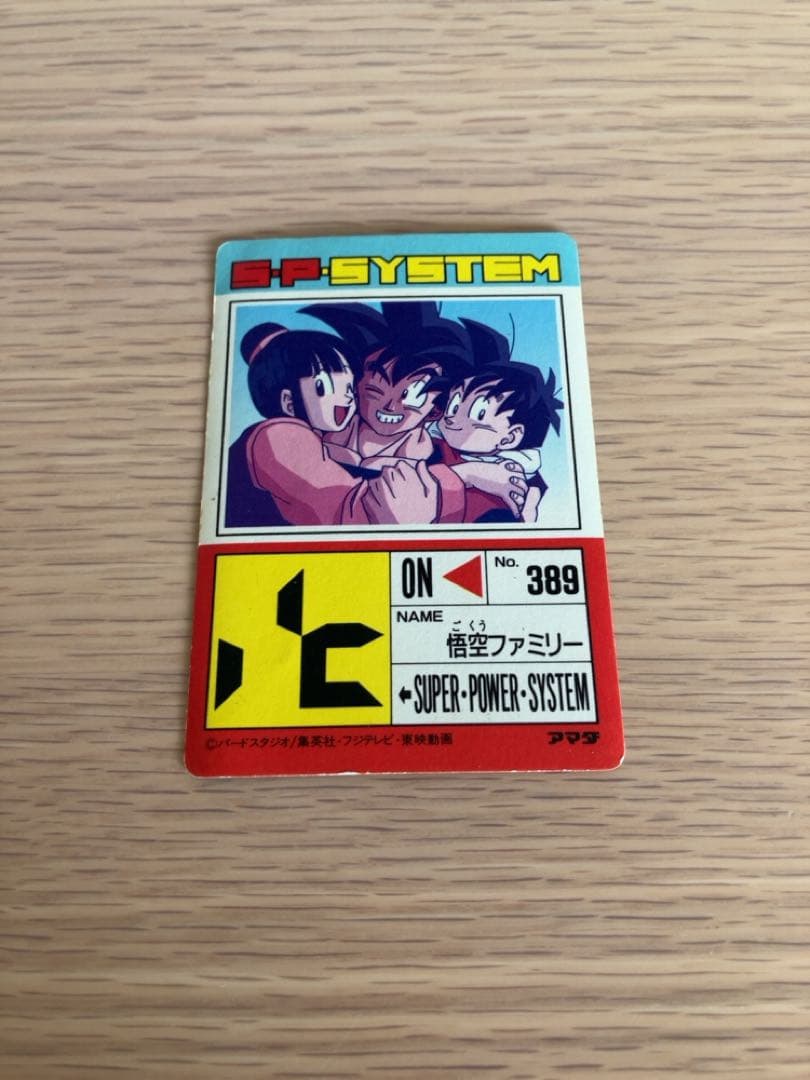 S・P・SYSTEM
ON
No. 389
NAME
ごくう
悟空ファミリー
←SUPER・POWER・SYSTEM
©バードスタジオ/集英社・フジテレビ・東映動画
アマダ